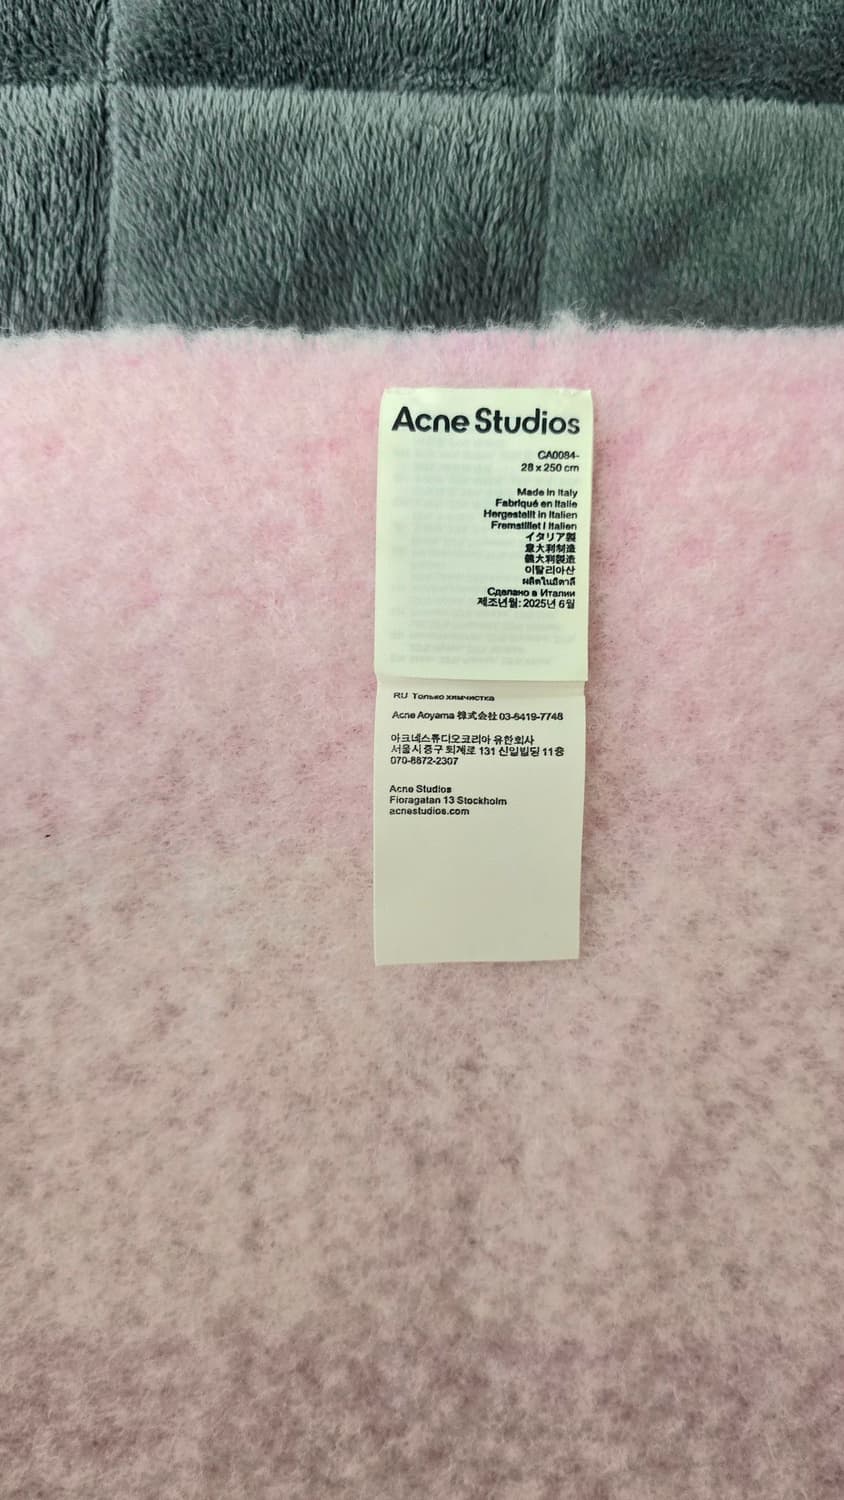 Acne Studios
CA0084-
28 x 250 cm
Made in Italy
Fabriqué en Italie
Hergestellt in Italien
Fremstillet i Italien
イタリア製
意大利制造
義大利製造
이탈리아산
ผลิตในอิตาลี
Сделано в Италии
제조년월: 2025년 6월
RU Только химчистка
Acne Aoyama 株式会社 03-6419-7748
아크네스튜디오코리아 유한회사
서울시 중구 퇴계로 131 신일빌딩 11층
070-8872-2307
Acne Studios
Floragatan 13 Stockholm
acnestudios.com